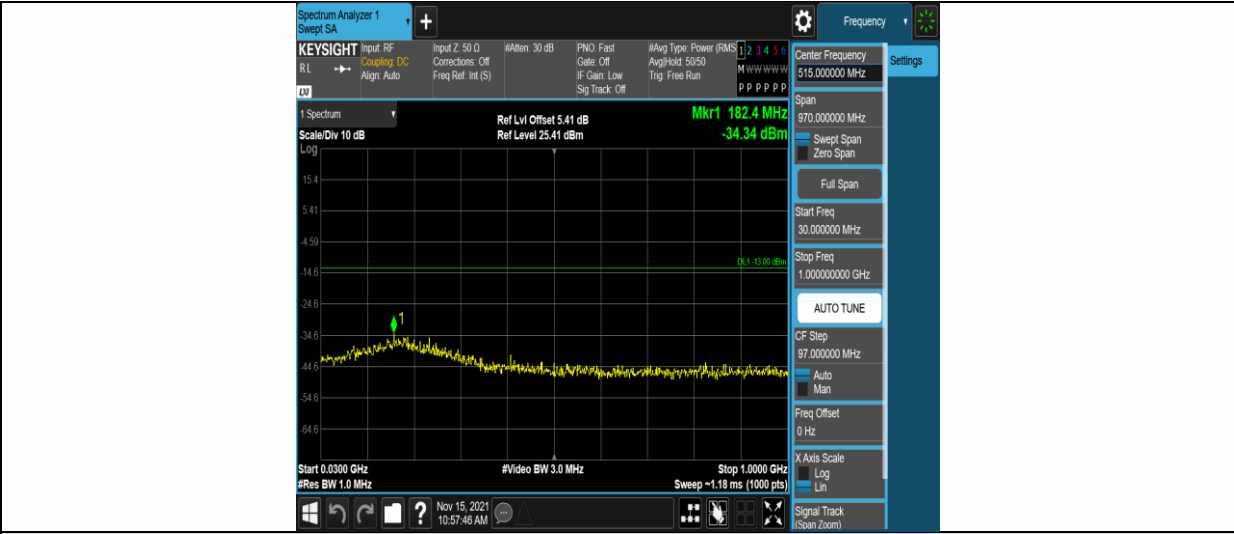 Spectrum Analyzer 1
Swept SA
Frequency
KEYSIGHT
RL
LXI
Input: RF
Coupling: DC
Align: Auto
Input Z: 50 Ω
Corrections: Off
Freq Ref: Int (S)
#Atten: 30 dB
PNO: Fast
Gate: Off
IF Gain: Low
Sig Track: Off
#Avg Type: Power (RMS
Avg|Hold: 50/50
Trig: Free Run
1 2 3 4 5 6
M W W W W W
P P P P P P
1 Spectrum
Scale/Div 10 dB
Log
Ref Lvl Offset 5.41 dB
Ref Level 25.41 dBm
Mkr1 182.4 MHz
-34.34 dBm
15.4
5.41
-4.59
-14.6
-24.6
-34.6
-44.6
-54.6
-64.6
DL1 -13.00 dBm
1
Start 0.0300 GHz
#Res BW 1.0 MHz
#Video BW 3.0 MHz
Stop 1.0000 GHz
Sweep ~1.18 ms (1000 pts)
Center Frequency
515.000000 MHz
Settings
Span
970.000000 MHz
Swept Span
Zero Span
Full Span
Start Freq
30.000000 MHz
Stop Freq
1.000000000 GHz
AUTO TUNE
CF Step
97.000000 MHz
Auto
Man
Freq Offset
0 Hz
X Axis Scale
Log
Lin
Signal Track
(Span Zoom)
?
Nov 15, 2021
10:57:46 AM